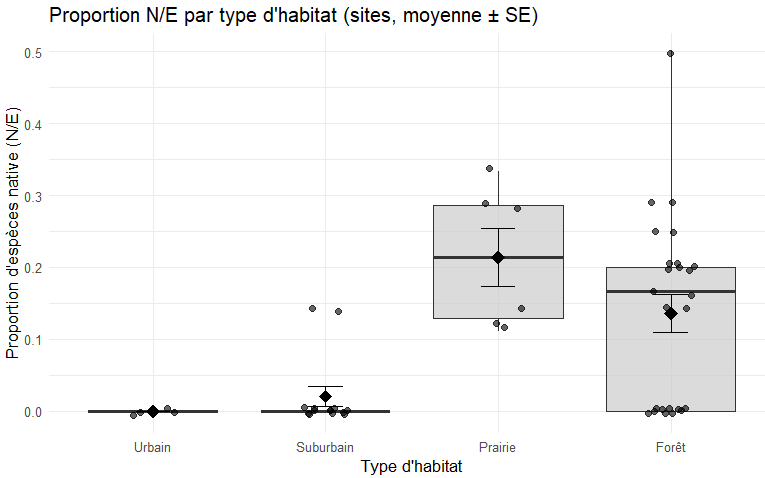 Proportion N/E par type d'habitat (sites, moyenne ± SE)
Proportion d'espèces native (N/E)
0.5
0.4
0.3
0.2
0.1
0.0
Urbain
Suburbain
Prairie
Forêt
Type d'habitat